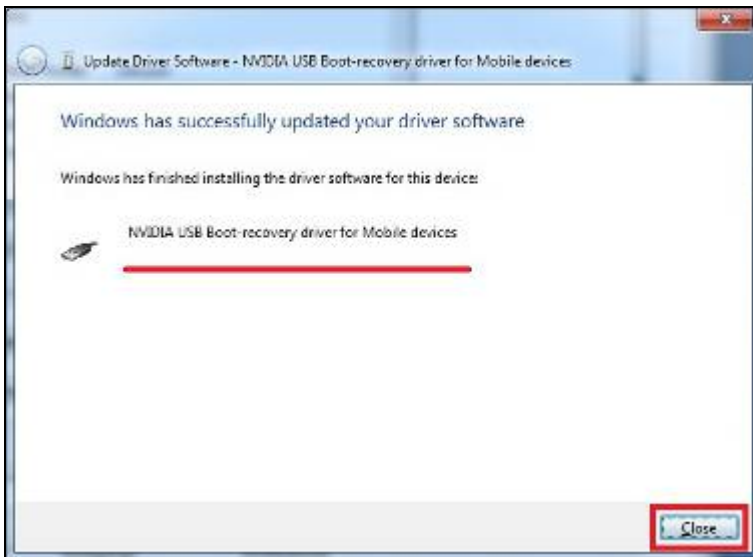 Update Driver Software - NVIDIA USB Boot-recovery driver for Mobile devices
Windows has successfully updated your driver software
Windows has finished installing the driver software for this device:
NVIDIA USB Boot-recovery driver for Mobile devices
Close